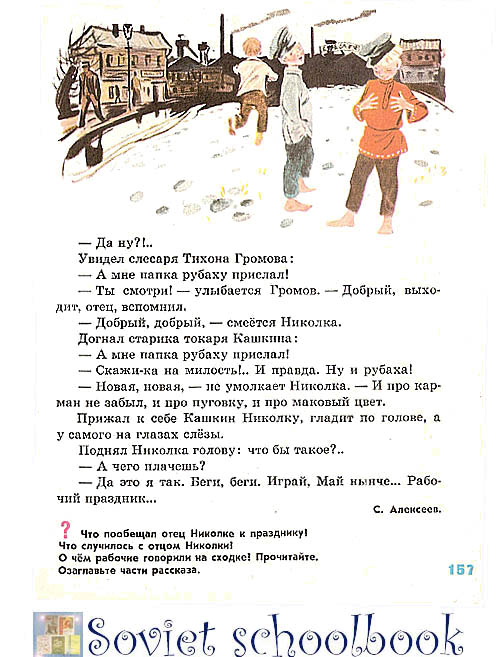 — Да ну?!..
Увидел слесаря Тихона Громова:
— А мне папка рубаху прислал!
— Ты смотри! — улыбается Громов. — Добрый, выхо-
дит, отец, вспомнил.
— Добрый, добрый, — смеётся Николка.
Догнал старика токаря Кашкина:
— А мне папка рубаху прислал!
— Скажи-ка на милость!.. И правда. Ну и рубаха!
— Новая, новая, — не умолкает Николка. — И про кар-
ман не забыл, и про пуговку, и про маковый цвет.
Прижал к себе Кашкин Николку, гладит по голове, а
у самого на глазах слёзы.
Поднял Николка голову: что бы такое?..
— А чего плачешь?
— Да это я так. Беги, беги. Играй, Май нынче... Рабо-
чий праздник...
С. Алексеев.
? Что пообещал отец Николке к празднику!
Что случилось с отцом Николки!
О чём рабочие говорили на сходке! Прочитайте.
Озаглавьте части рассказа.
157
Soviet schoolbook